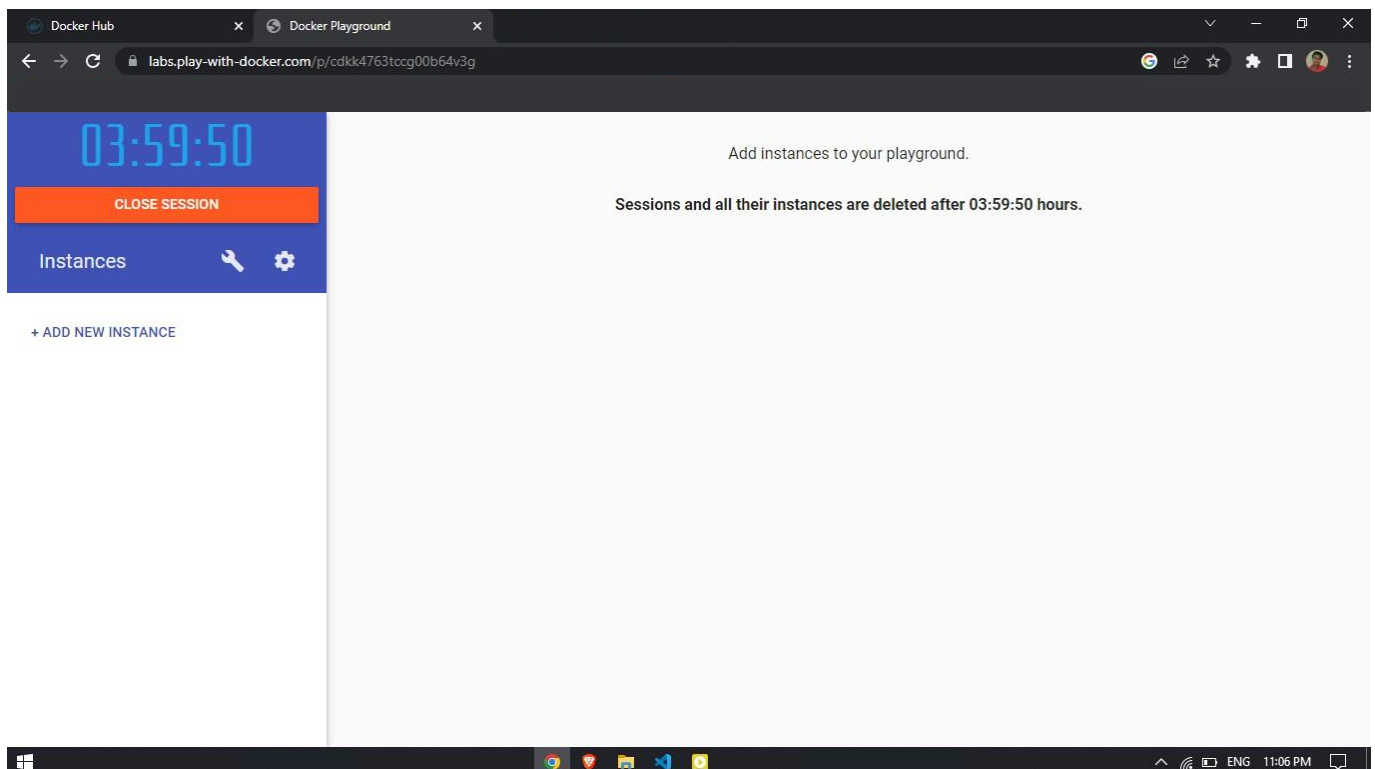 Docker Hub
Docker Playground
labs.play-with-docker.com/p/cdkk4763tccg00b64v3g
03:59:50
CLOSE SESSION
Instances
+ ADD NEW INSTANCE
Add instances to your playground.
Sessions and all their instances are deleted after 03:59:50 hours.
ENG 11:06 PM